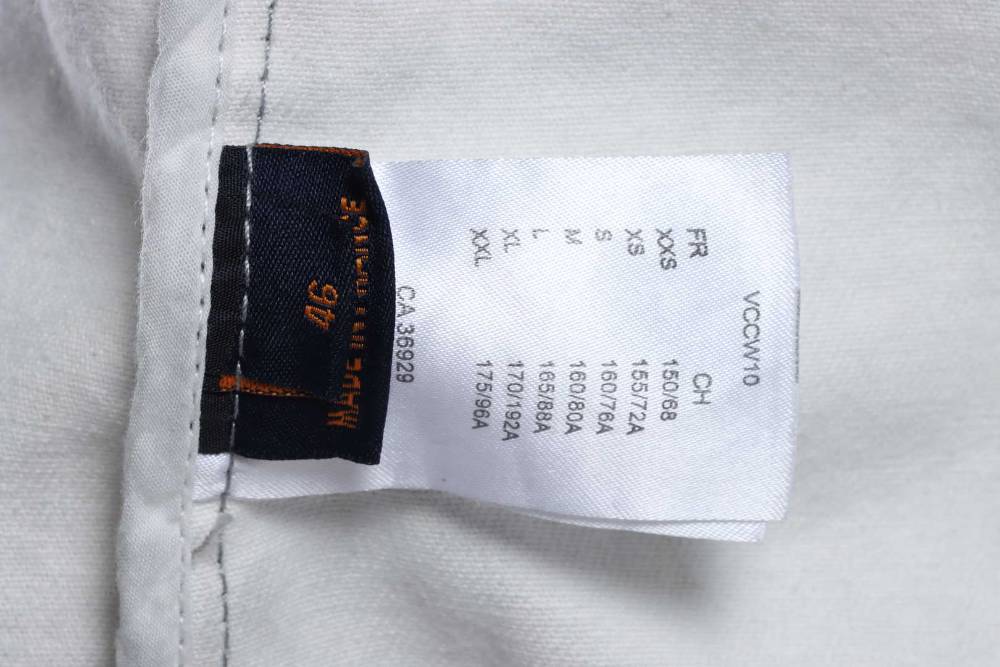 VCCW10
FR CH
XXS 150/68
XS 155/72A
S 160/76A
M 160/80A
L 165/88A
XL 170/192A
XXL 175/96A
CA 36929
46
MADE IN